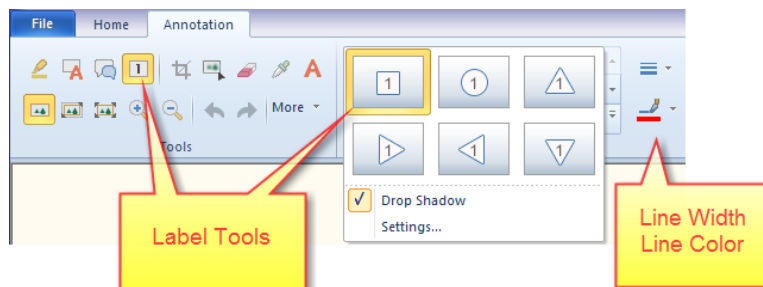 File Home Annotation
1
1 1 1
More
1 1 1
Tools
Drop Shadow
Settings...
Label Tools
Line Width
Line Color